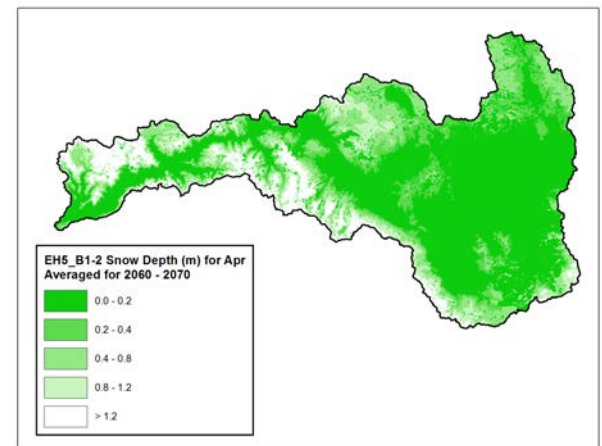 EH5_B1-2 Snow Depth (m) for Apr
Averaged for 2060 - 2070
0.0 - 0.2
0.2 - 0.4
0.4 - 0.8
0.8 - 1.2
> 1.2